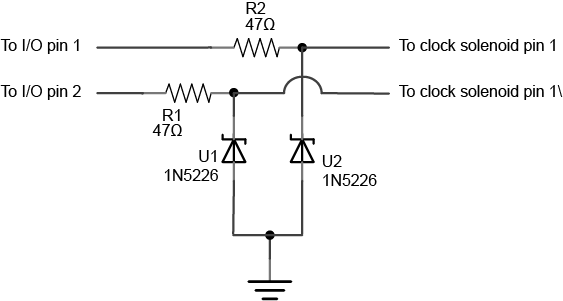 R2
47Ω
To I/O pin 1
To clock solenoid pin 1
To I/O pin 2
To clock solenoid pin 1\
R1
47Ω
U1
1N5226
U2
1N5226